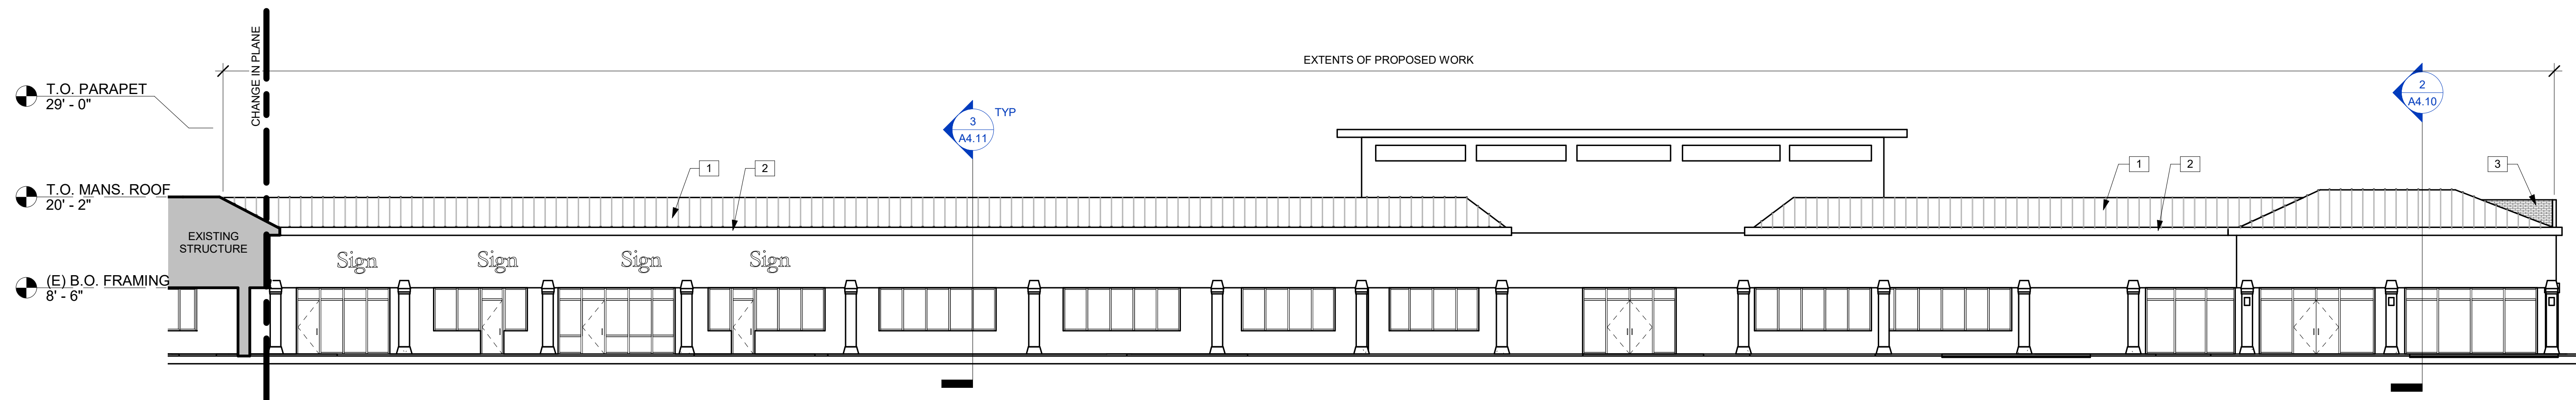 CHANGE IN PLANE
EXTENTS OF PROPOSED WORK
T.O. PARAPET
29' - 0"
2
A4.10
3
A4.11
TYP
1
2
1
2
3
T.O. MANS. ROOF
20' - 2"
EXISTING
STRUCTURE
Sign
Sign
Sign
Sign
(E) B.O. FRAMING
8' - 6"